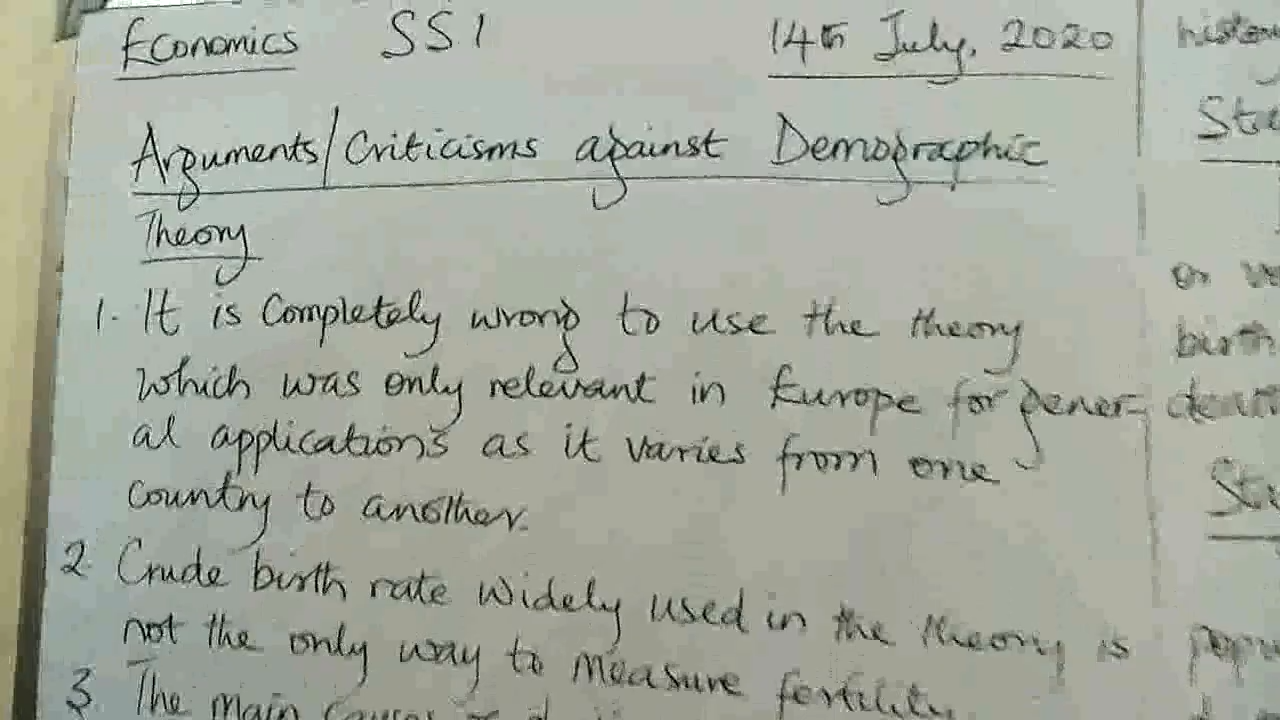 Economics SS1 14th July, 2020
Arguments/Criticisms against Demographic
Theory
1. It is Completely wrong to use the theory
which was only relevant in Europe for gener-
al applications as it varies from one
Country to another.
2. Crude birth rate widely used in the theory is
not the only way to measure fertility
3. The main
or
birth